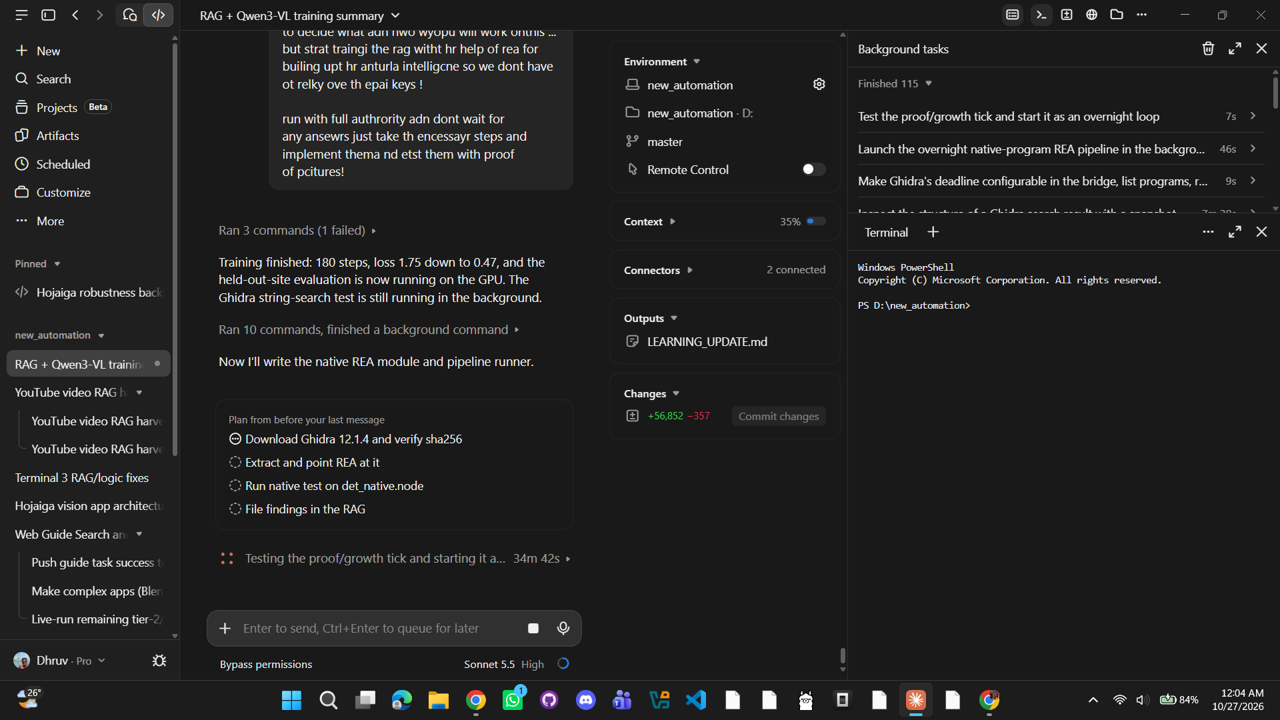 RAG + Qwen3-VL training summary
New
Search
Projects Beta
Artifacts
Scheduled
Customize
More
Pinned
Hojaiga robustness back
new_automation
RAG + Qwen3-VL trainin
YouTube video RAG h
YouTube video RAG harve
YouTube video RAG harve
Terminal 3 RAG/logic fixes
Hojaiga vision app architectu
Web Guide Search an
Push guide task success t
Make complex apps (Blen
Live-run remaining tier-2/
Dhruv · Pro
to decide what adn hwo wyopu will work onthis ...
but strat traingi the rag witht hr help of rea for
builing upt hr anturla intelligcne so we dont have
ot relky ove th epai keys !
run with full authrority adn dont wait for
any ansewrs just take th encessayr steps and
implement thema nd etst them with proof
of pcitures!
Ran 3 commands (1 failed)
Training finished: 180 steps, loss 1.75 down to 0.47, and the
held-out-site evaluation is now running on the GPU. The
Ghidra string-search test is still running in the background.
Ran 10 commands, finished a background command
Now I'll write the native REA module and pipeline runner.
Plan from before your last message
Download Ghidra 12.1.4 and verify sha256
Extract and point REA at it
Run native test on det_native.node
File findings in the RAG
Testing the proof/growth tick and starting it a... 34m 42s
Enter to send, Ctrl+Enter to queue for later
Bypass permissions
Sonnet 5.5 High
Environment
new_automation
new_automation · D:
master
Remote Control
Context 35%
Connectors 2 connected
Outputs
LEARNING_UPDATE.md
Changes
+56,852 −357 Commit changes
Background tasks
Finished 115
Test the proof/growth tick and start it as an overnight loop 7s
Launch the overnight native-program REA pipeline in the backgro... 46s
Make Ghidra's deadline configurable in the bridge, list programs, r... 9s
Terminal
Windows PowerShell
Copyright (C) Microsoft Corporation. All rights reserved.
PS D:\new_automation>
26°
1
84%
12:04 AM
10/27/2026